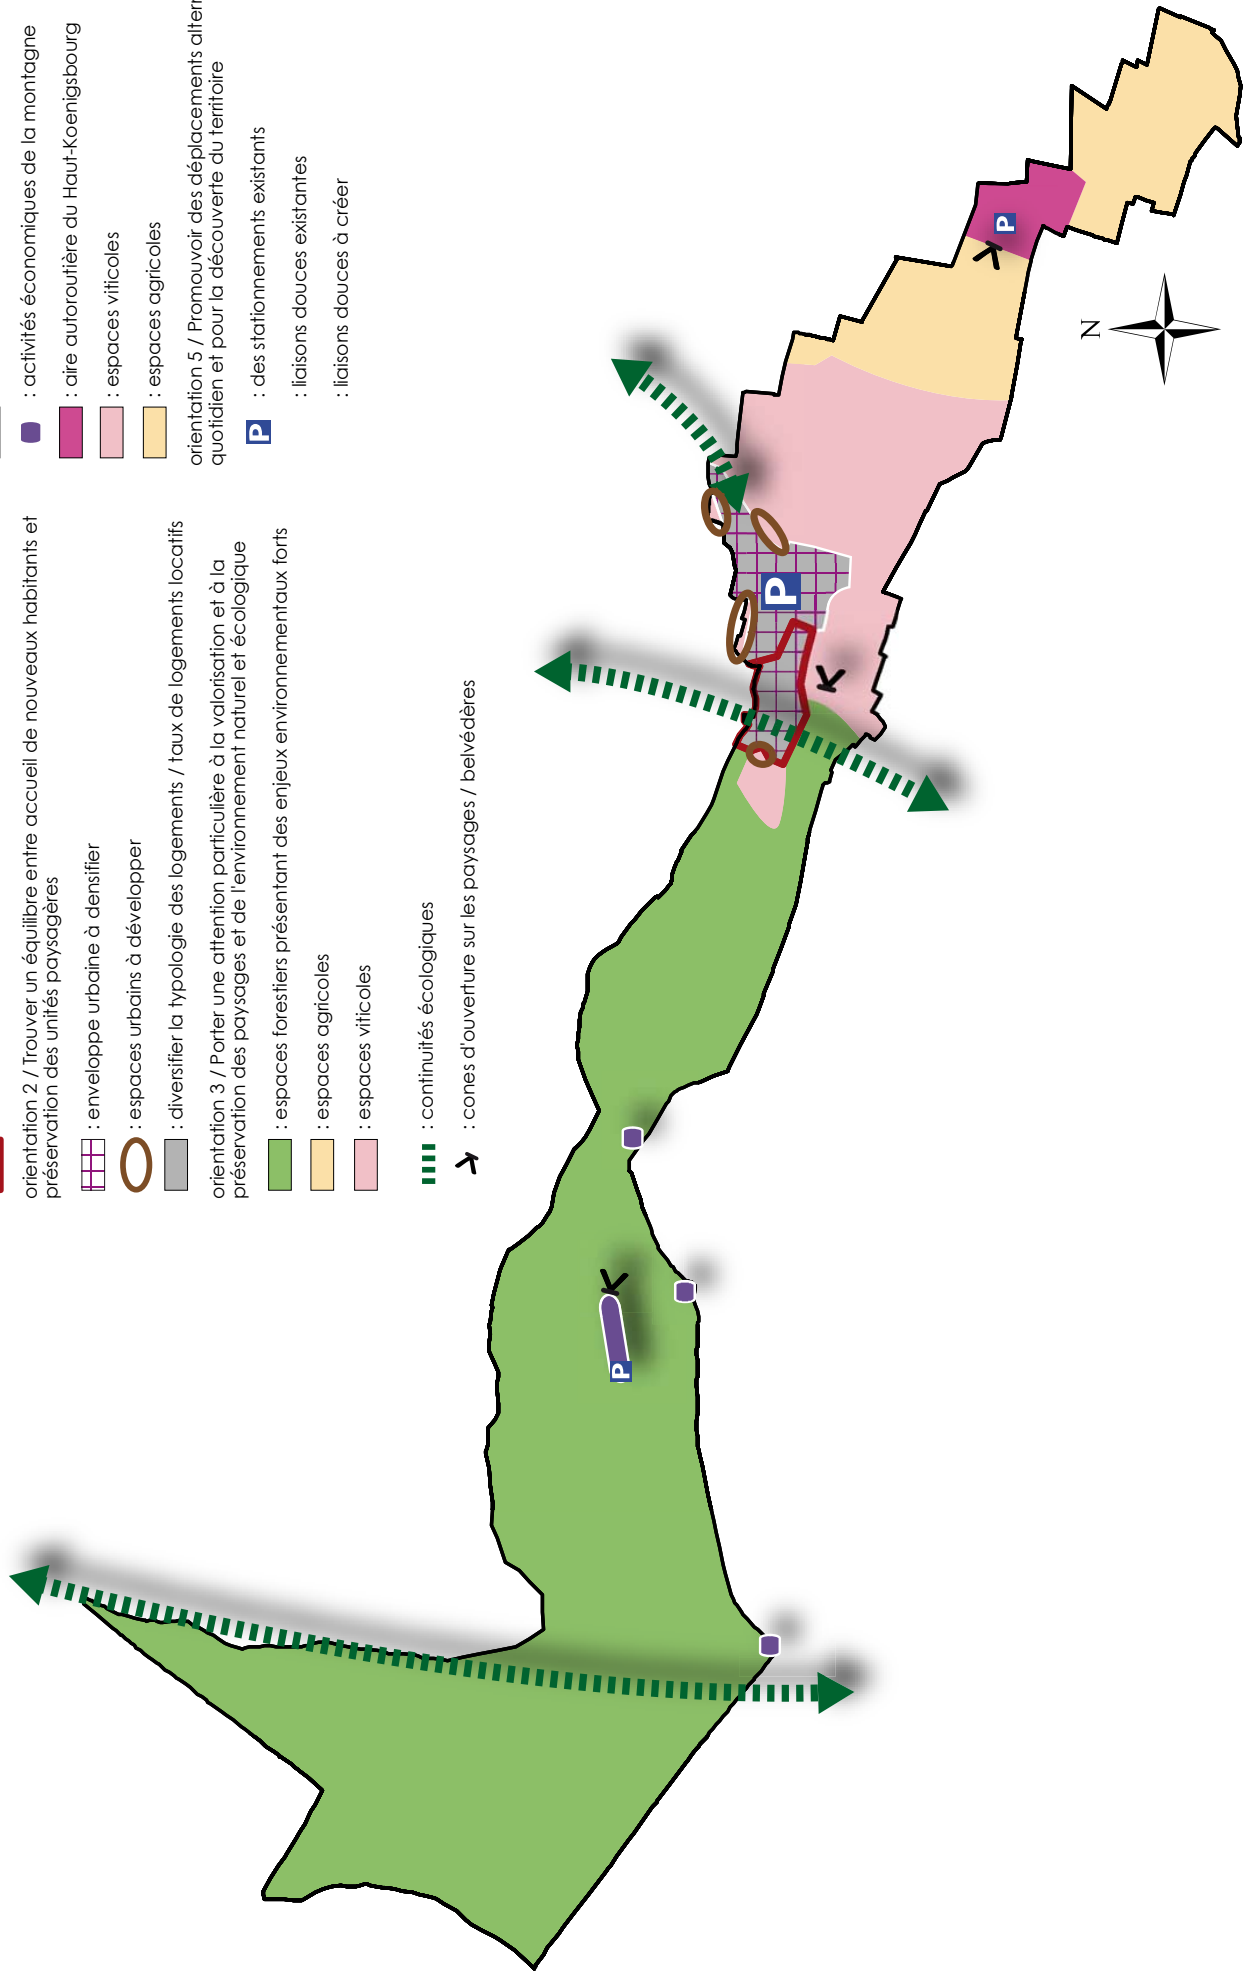 orientation 2 / Trouver un équilibre entre accueil de nouveaux habitants et
préservation des unités paysagères
: enveloppe urbaine à densifier
: espaces urbains à développer
: diversifier la typologie des logements / taux de logements locatifs
orientation 3 / Porter une attention particulière à la valorisation et à la
préservation des paysages et de l'environnement naturel et écologique
: espaces forestiers présentant des enjeux environnementaux forts
: espaces agricoles
: espaces viticoles
: continuités écologiques
: cones d'ouverture sur les paysages / belvédères
: activités économiques de la montagne
: aire autoroutière du Haut-Koenigsbourg
: espaces viticoles
: espaces agricoles
orientation 5 / Promouvoir des déplacements
quotidien et pour la découverte du territoire
P : des stationnements existants
: liaisons douces existantes
: liaisons douces à créer
P
P
P
N